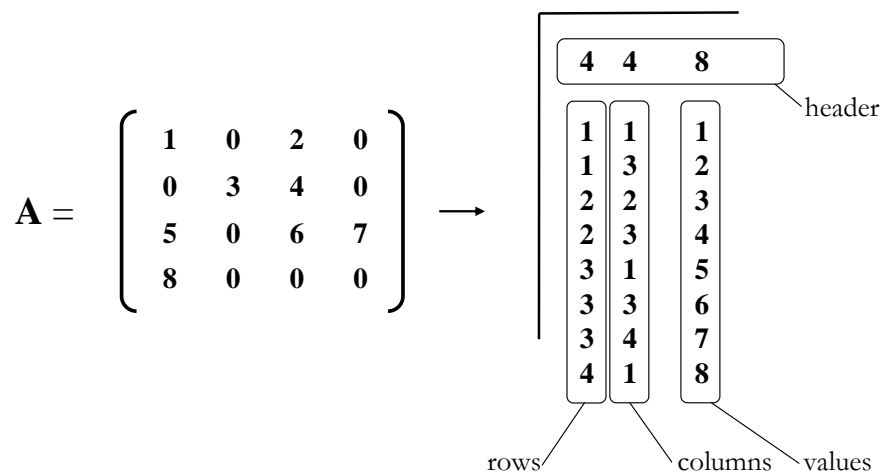 A =
1 0 2 0
0 3 4 0
5 0 6 7
8 0 0 0
→
4 4 8
header
1 1 1
1 3 2
2 2 3
2 3 4
3 1 5
3 3 6
3 4 7
4 1 8
rows columns values